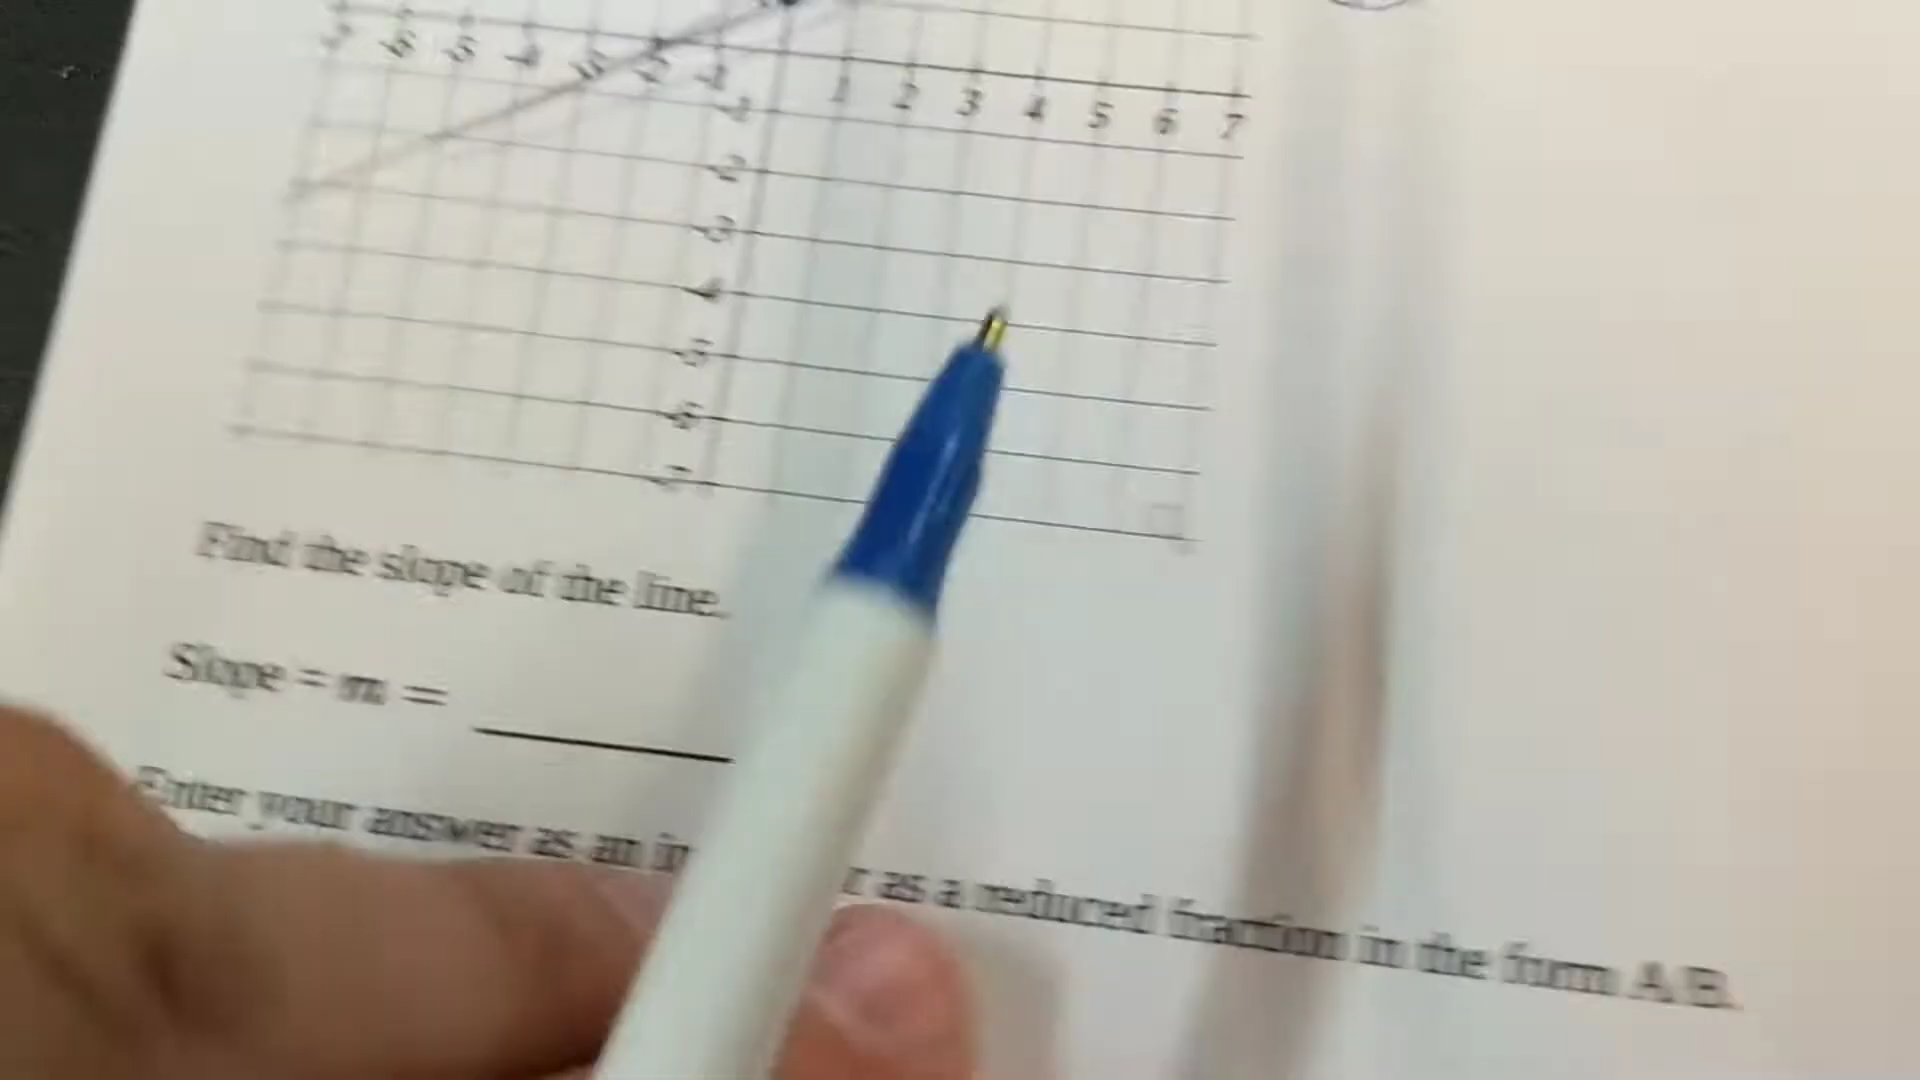 -7 -6 -5 -4 -3 -2 -1 1 2 3 4 5 6 7
-1
-2
-3
-4
-5
-6
-7
Find the slope of the line.
Slope = m =
Enter your answer as an in r as a reduced fraction in the form A/B.